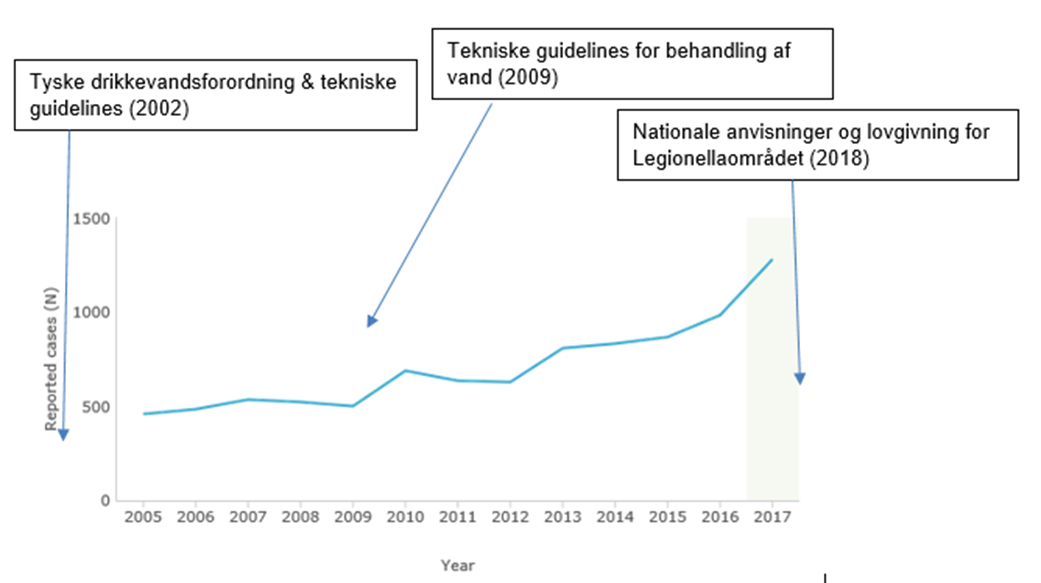 Tekniske guidelines for behandling af
vand (2009)
Tyske drikkevandsforordning & tekniske
guidelines (2002)
Nationale anvisninger og lovgivning for
Legionellaområdet (2018)
1500
1000
500
0
Reported cases (N)
2005 2006 2007 2008 2009 2010 2011 2012 2013 2014 2015 2016 2017
Year